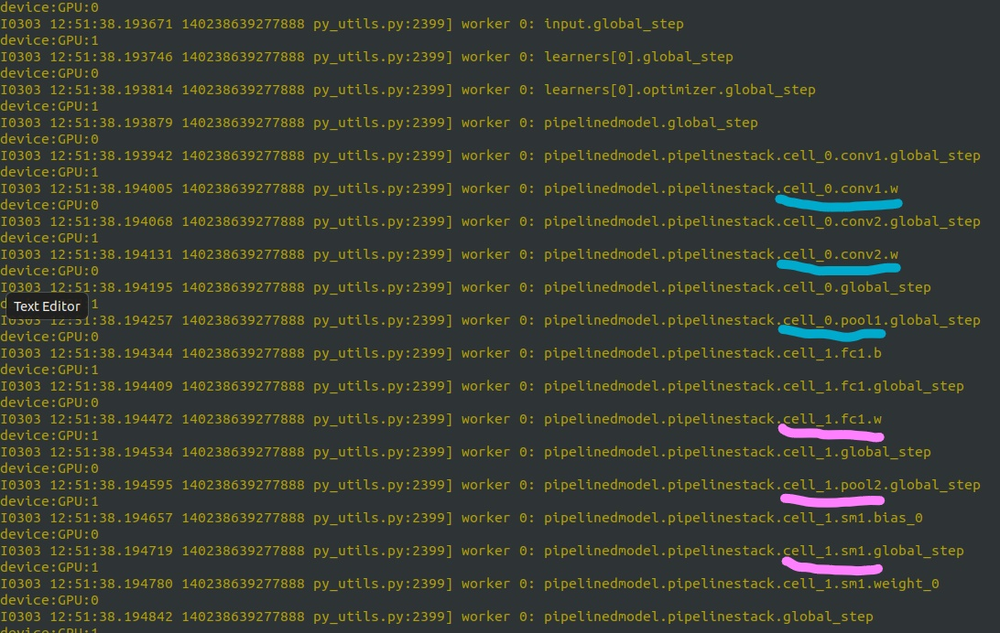 device:GPU:0
I0303 12:51:38.193671 140238639277888 py_utils.py:2399] worker 0: input.global_step
device:GPU:1
I0303 12:51:38.193746 140238639277888 py_utils.py:2399] worker 0: learners[0].global_step
device:GPU:0
I0303 12:51:38.193814 140238639277888 py_utils.py:2399] worker 0: learners[0].optimizer.global_step
device:GPU:1
I0303 12:51:38.193879 140238639277888 py_utils.py:2399] worker 0: pipelinedmodel.global_step
device:GPU:0
I0303 12:51:38.193942 140238639277888 py_utils.py:2399] worker 0: pipelinedmodel.pipelinestack.cell_0.conv1.global_step
device:GPU:1
I0303 12:51:38.194005 140238639277888 py_utils.py:2399] worker 0: pipelinedmodel.pipelinestack.cell_0.conv1.w
device:GPU:0
I0303 12:51:38.194068 140238639277888 py_utils.py:2399] worker 0: pipelinedmodel.pipelinestack.cell_0.conv2.global_step
device:GPU:1
I0303 12:51:38.194131 140238639277888 py_utils.py:2399] worker 0: pipelinedmodel.pipelinestack.cell_0.conv2.w
device:GPU:0
I0303 12:51:38.194195 140238639277888 py_utils.py:2399] worker 0: pipelinedmodel.pipelinestack.cell_0.global_step
Text Editor 1
I0303 12:51:38.194257 140238639277888 py_utils.py:2399] worker 0: pipelinedmodel.pipelinestack.cell_0.pool1.global_step
device:GPU:0
I0303 12:51:38.194344 140238639277888 py_utils.py:2399] worker 0: pipelinedmodel.pipelinestack.cell_1.fc1.b
device:GPU:1
I0303 12:51:38.194409 140238639277888 py_utils.py:2399] worker 0: pipelinedmodel.pipelinestack.cell_1.fc1.global_step
device:GPU:0
I0303 12:51:38.194472 140238639277888 py_utils.py:2399] worker 0: pipelinedmodel.pipelinestack.cell_1.fc1.w
device:GPU:1
I0303 12:51:38.194534 140238639277888 py_utils.py:2399] worker 0: pipelinedmodel.pipelinestack.cell_1.global_step
device:GPU:0
I0303 12:51:38.194595 140238639277888 py_utils.py:2399] worker 0: pipelinedmodel.pipelinestack.cell_1.pool2.global_step
device:GPU:1
I0303 12:51:38.194657 140238639277888 py_utils.py:2399] worker 0: pipelinedmodel.pipelinestack.cell_1.sm1.bias_0
device:GPU:0
I0303 12:51:38.194719 140238639277888 py_utils.py:2399] worker 0: pipelinedmodel.pipelinestack.cell_1.sm1.global_step
device:GPU:1
I0303 12:51:38.194780 140238639277888 py_utils.py:2399] worker 0: pipelinedmodel.pipelinestack.cell_1.sm1.weight_0
device:GPU:0
I0303 12:51:38.194842 140238639277888 py_utils.py:2399] worker 0: pipelinedmodel.pipelinestack.global_step